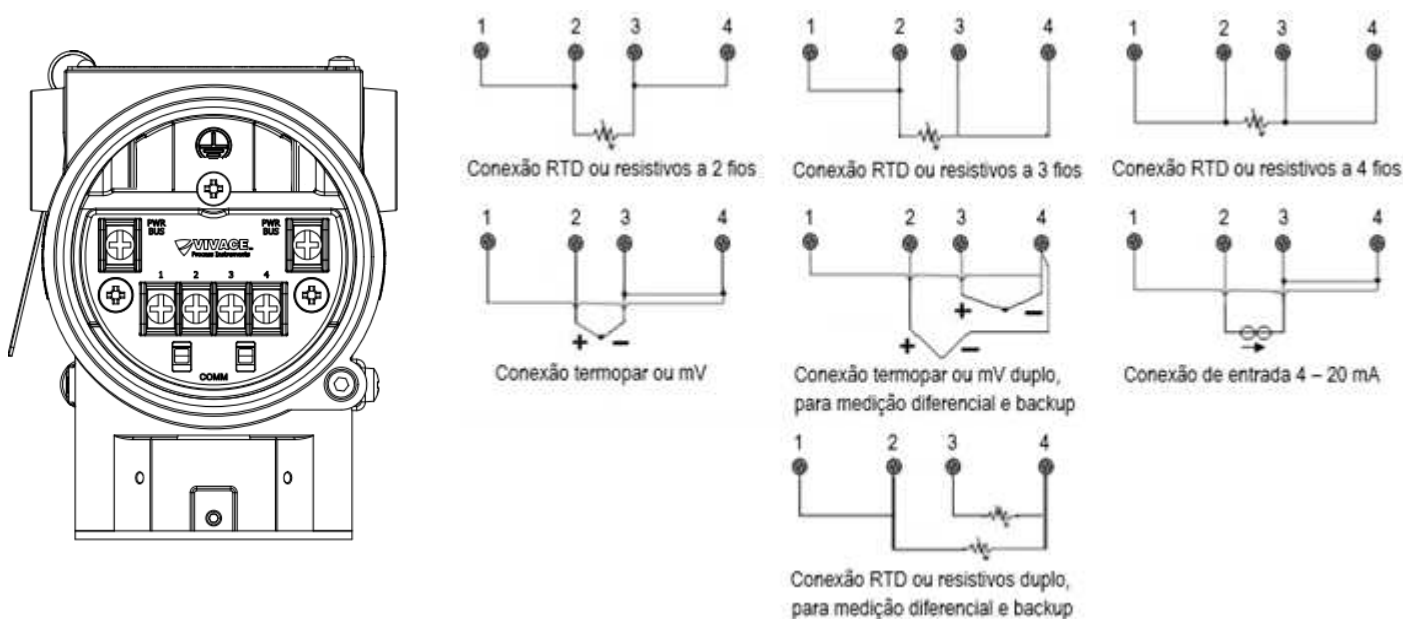 PWR
BUS
PWR
BUS
VIVACE
Process Instruments
1 2 3 4
COMM
1 2 3 4
Conexão RTD ou resistivos a 2 fios
1 2 3 4
Conexão RTD ou resistivos a 3 fios
1 2 3 4
Conexão RTD ou resistivos a 4 fios
1 2 3 4
+ −
Conexão termopar ou mV
1 2 3 4
+ −
+ −
Conexão termopar ou mV duplo,
para medição diferencial e backup
1 2 3 4
Conexão de entrada 4 – 20 mA
1 2 3 4
Conexão RTD ou resistivos duplo,
para medição diferencial e backup